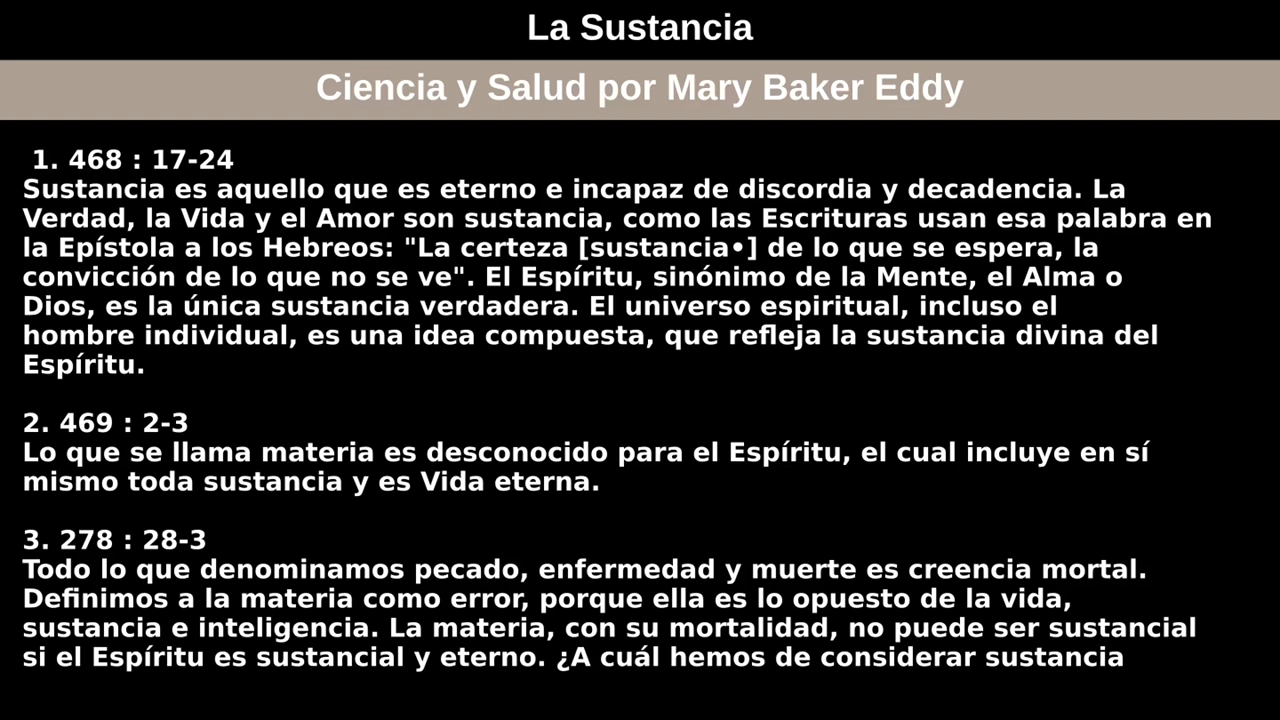 La Sustancia
Ciencia y Salud por Mary Baker Eddy
1. 468 : 17-24
Sustancia es aquello que es eterno e incapaz de discordia y decadencia. La
Verdad, la Vida y el Amor son sustancia, como las Escrituras usan esa palabra en
la Epístola a los Hebreos: "La certeza [sustancia•] de lo que se espera, la
convicción de lo que no se ve". El Espíritu, sinónimo de la Mente, el Alma o
Dios, es la única sustancia verdadera. El universo espiritual, incluso el
hombre individual, es una idea compuesta, que refleja la sustancia divina del
Espíritu.
2. 469 : 2-3
Lo que se llama materia es desconocido para el Espíritu, el cual incluye en sí
mismo toda sustancia y es Vida eterna.
3. 278 : 28-3
Todo lo que denominamos pecado, enfermedad y muerte es creencia mortal.
Definimos a la materia como error, porque ella es lo opuesto de la vida,
sustancia e inteligencia. La materia, con su mortalidad, no puede ser sustancial
si el Espíritu es sustancial y eterno. ¿A cuál hemos de considerar sustancia